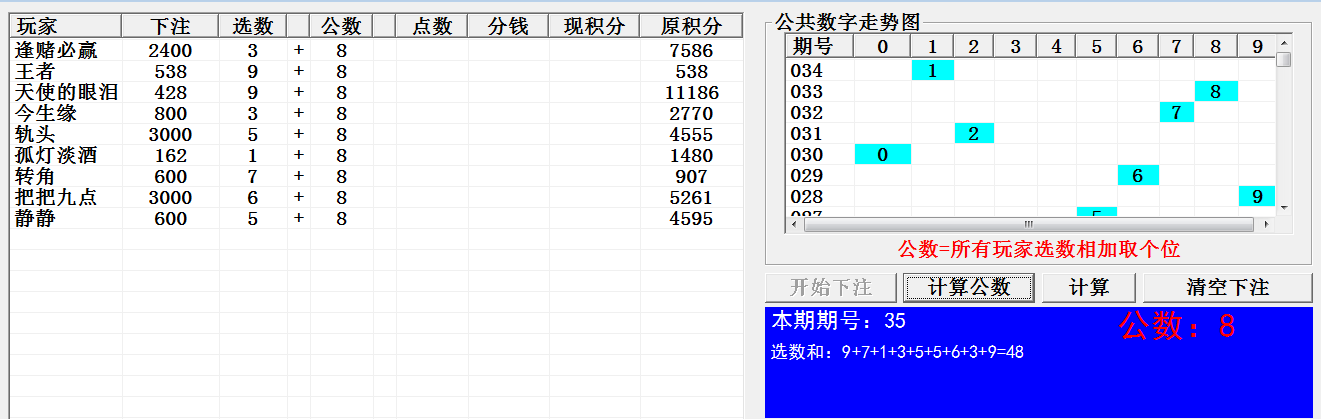 玩家 下注 选数 公数 点数 分钱 现积分 原积分
逢赌必赢 2400 3 + 8 7586
王者 538 9 + 8 538
天使的眼泪 428 9 + 8 11186
今生缘 800 3 + 8 2770
轨头 3000 5 + 8 4555
孤灯淡酒 162 1 + 8 1480
转角 600 7 + 8 907
把把九点 3000 6 + 8 5261
静静 600 5 + 8 4595
公共数字走势图
期号 0 1 2 3 4 5 6 7 8 9
034 1
033 8
032 7
031 2
030 0
029 6
028 9
027 5
公数=所有玩家选数相加取个位
开始下注 计算公数 计算 清空下注
本期期号：35 公数：8
选数和：9+7+1+3+5+5+6+3+9=48